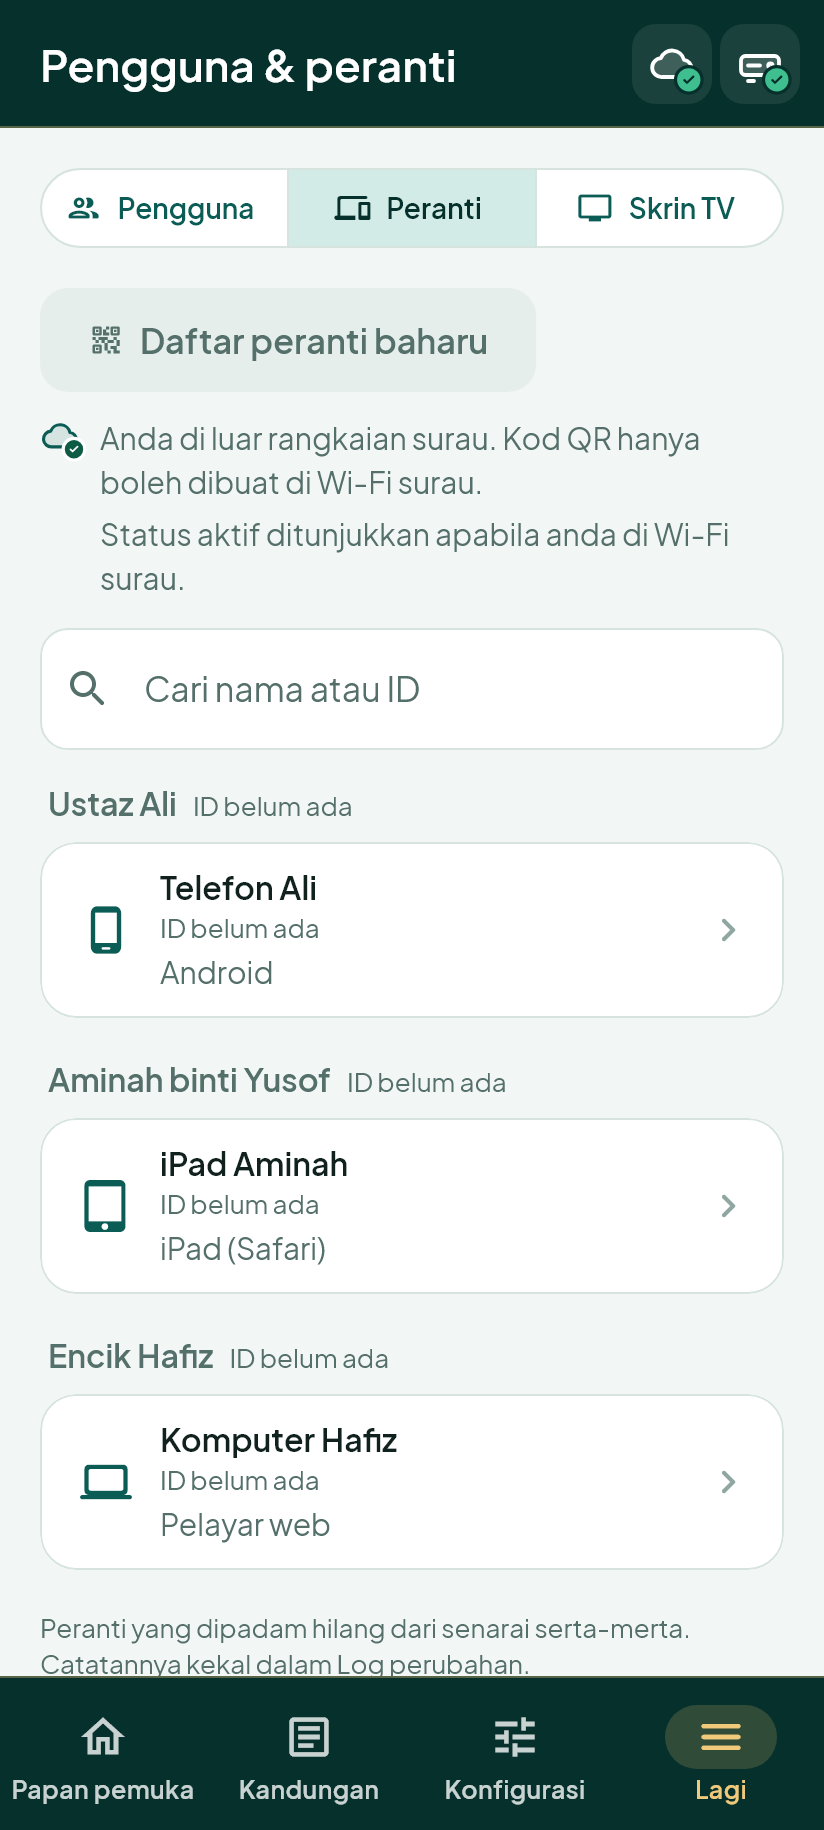 Pengguna & peranti
Pengguna
Peranti
Skrin TV
Daftar peranti baharu
Anda di luar rangkaian surau. Kod QR hanya
boleh dibuat di Wi-Fi surau.
Status aktif ditunjukkan apabila anda di Wi-Fi
surau.
Cari nama atau ID
Ustaz Ali ID belum ada
Telefon Ali
ID belum ada
Android
Aminah binti Yusof ID belum ada
iPad Aminah
ID belum ada
iPad (Safari)
Encik Hafiz ID belum ada
Komputer Hafiz
ID belum ada
Pelayar web
Peranti yang dipadam hilang dari senarai serta-merta.
Catatannya kekal dalam Log perubahan.
Papan pemuka
Kandungan
Konfigurasi
Lagi